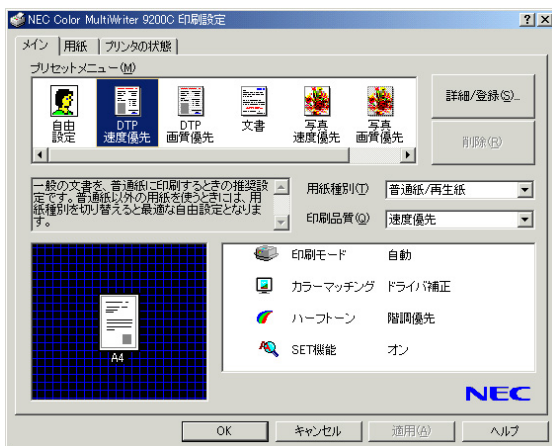 NEC Color MultiWriter 9200C 印刷設定
メイン 用紙 プリンタの状態
プリセットメニュー(M)
自由設定
DTP速度優先
DTP画質優先
文書
写真速度優先
写真画質優先
詳細/登録(S)...
削除(R)
一般の文書を、普通紙に印刷するときの推奨設
定です。普通紙以外の用紙を使うときには、用
紙種別を切り替えると最適な自由設定となりま
す。
用紙種別(T) 普通紙/再生紙
印刷品質(Q) 速度優先
印刷モード 自動
カラーマッチング ドライバ補正
ハーフトーン 階調優先
SET機能 オン
A4
NEC
OK キャンセル 適用(A) ヘルプ